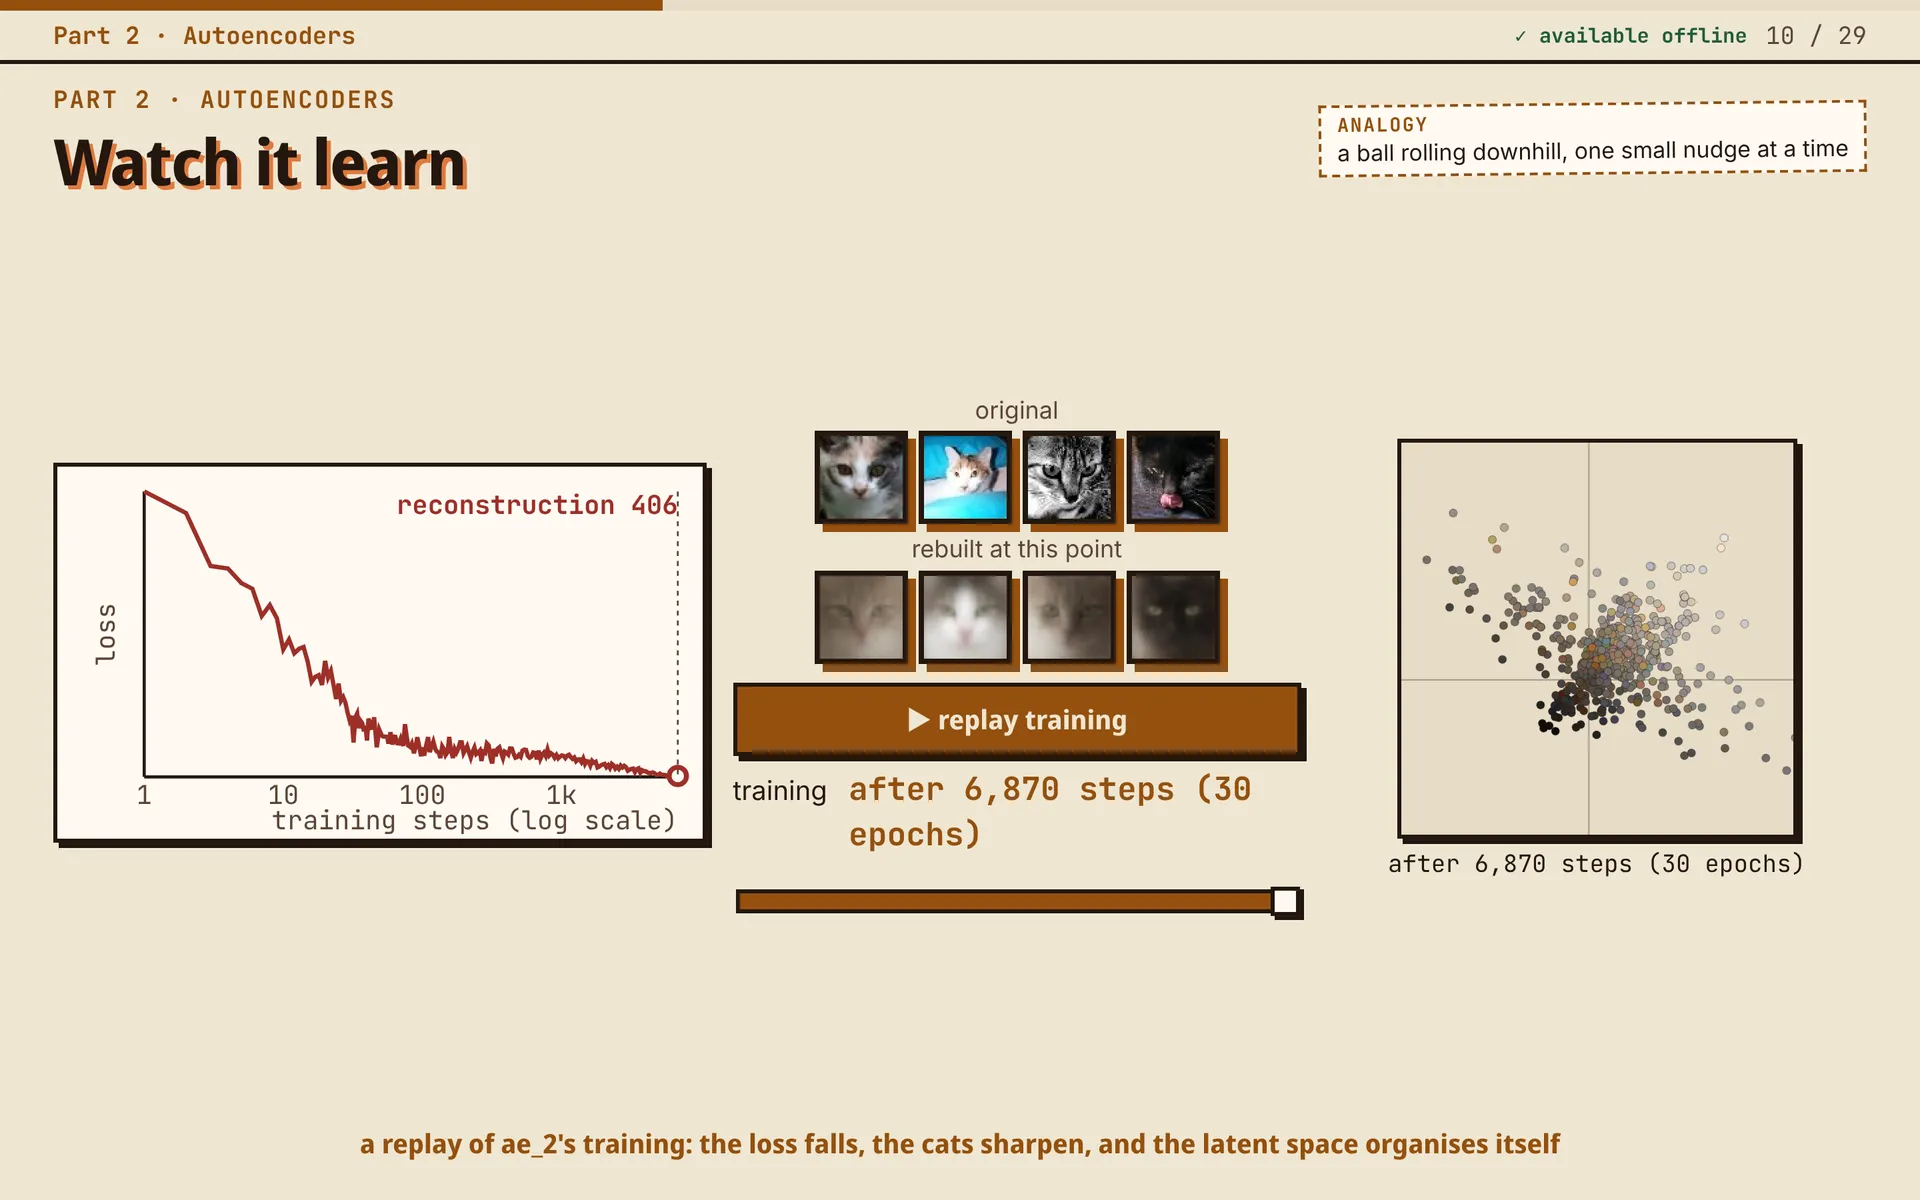 Part 2 · Autoencoders
✓ available offline 10 / 29
PART 2 · AUTOENCODERS
Watch it learn
ANALOGY
a ball rolling downhill, one small nudge at a time
reconstruction 406
loss
1 10 100 1k
training steps (log scale)
original
rebuilt at this point
▶ replay training
training after 6,870 steps (30
epochs)
after 6,870 steps (30 epochs)
a replay of ae_2's training: the loss falls, the cats sharpen, and the latent space organises itself